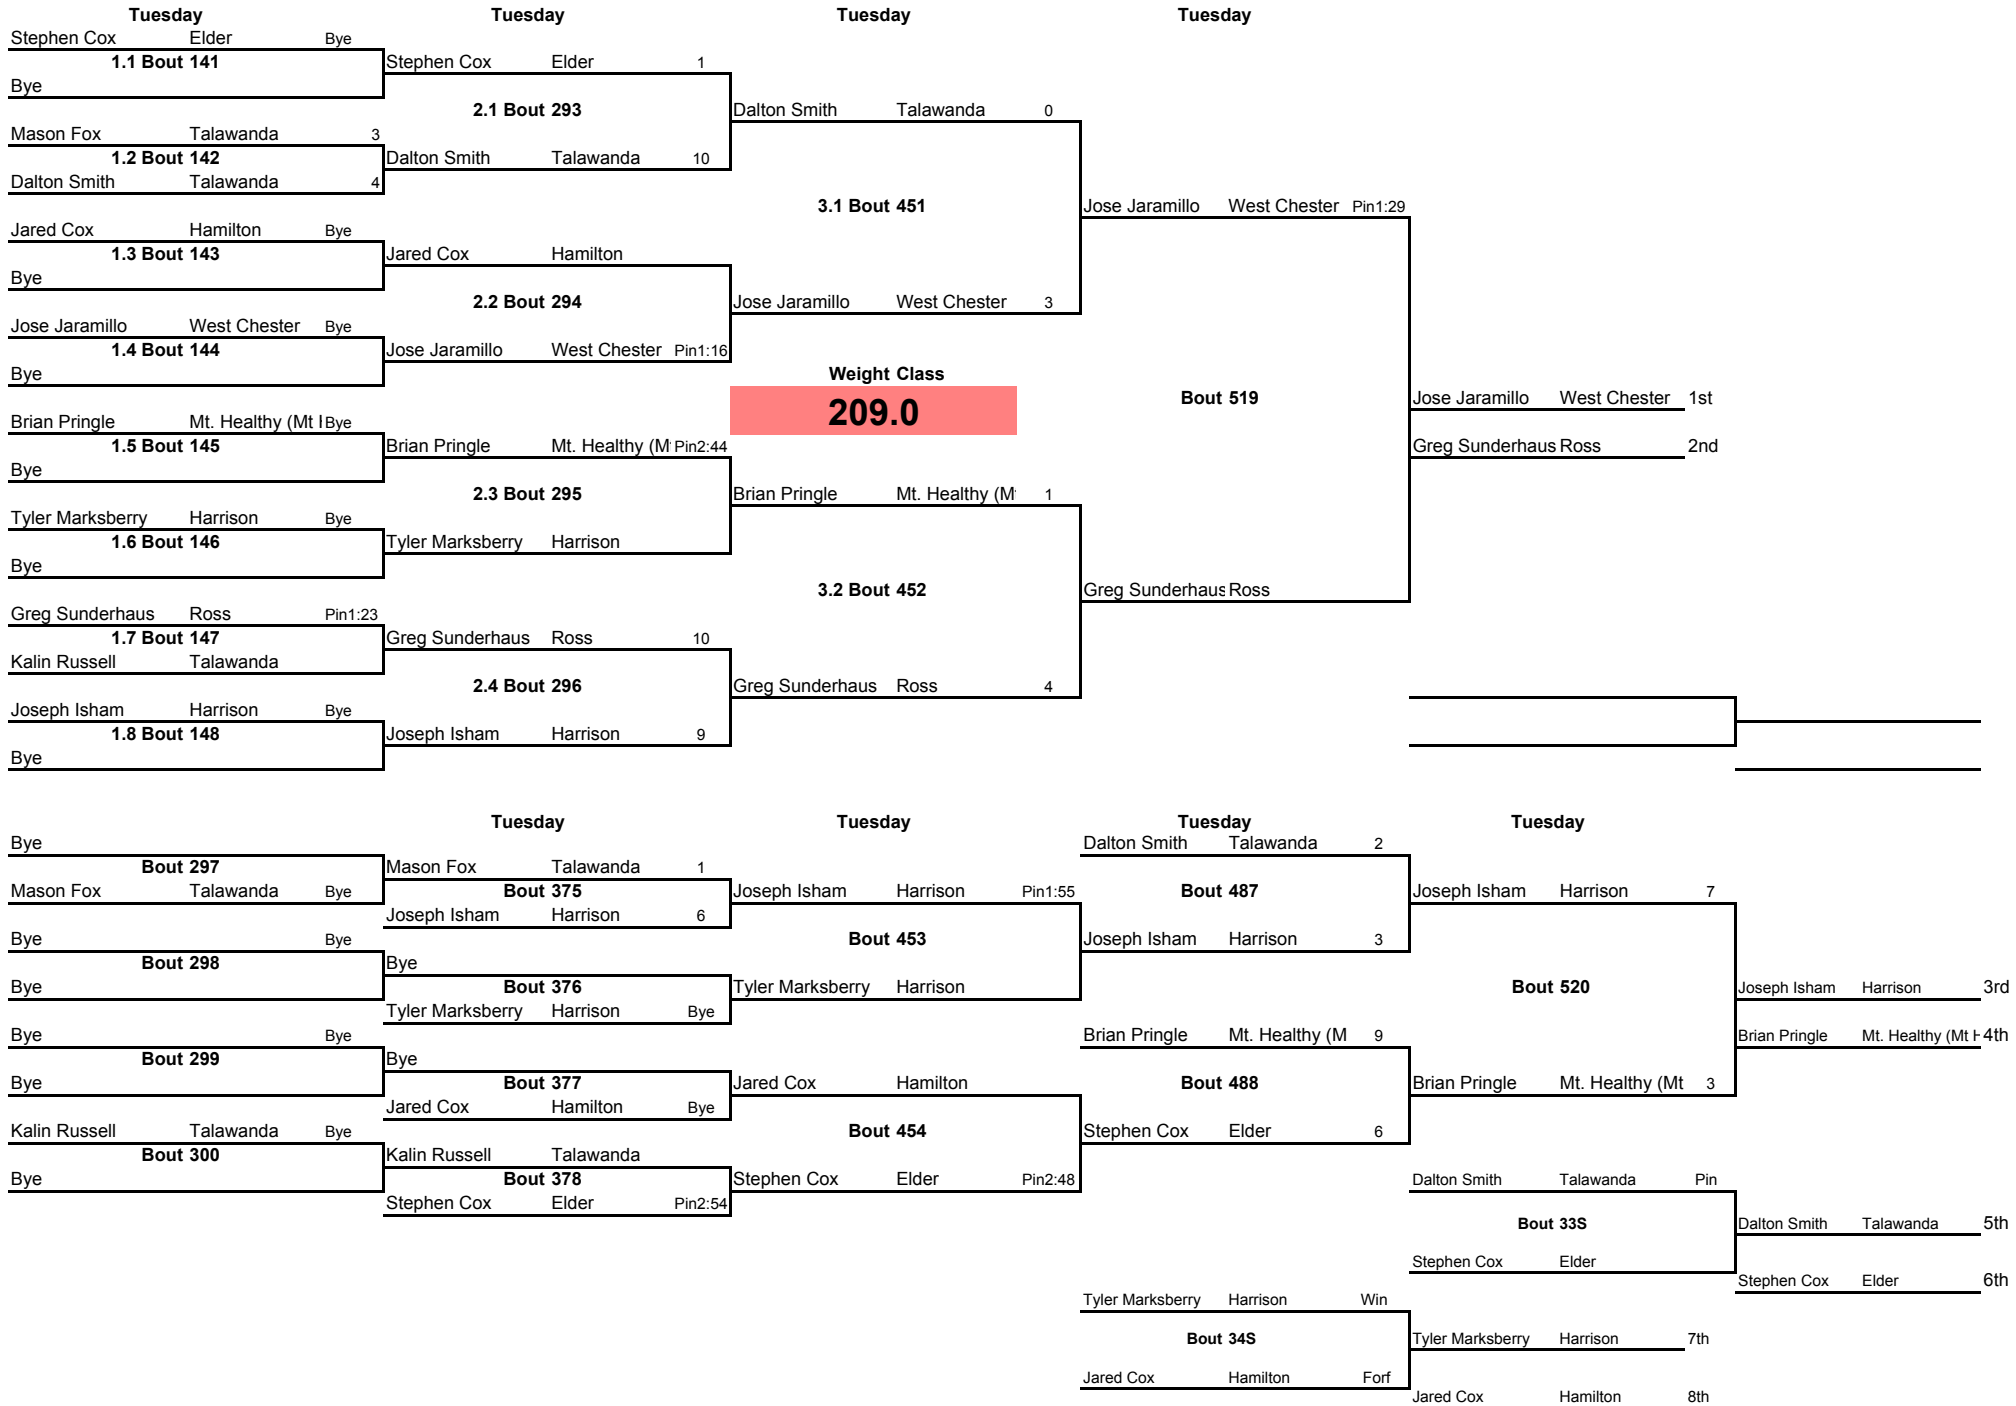 Tuesday Tuesday Tuesday Tuesday
Stephen Cox Elder Bye
1.1 Bout 141 Stephen Cox Elder 1
Bye
2.1 Bout 293 Dalton Smith Talawanda 0
Mason Fox Talawanda 3
1.2 Bout 142 Dalton Smith Talawanda 10
Dalton Smith Talawanda 4
3.1 Bout 451 Jose Jaramillo West Chester Pin1:29
Jared Cox Hamilton Bye
1.3 Bout 143 Jared Cox Hamilton
Bye
2.2 Bout 294 Jose Jaramillo West Chester 3
Jose Jaramillo West Chester Bye
1.4 Bout 144 Jose Jaramillo West Chester Pin1:16
Bye Weight Class
Bout 519 Jose Jaramillo West Chester 1st
209.0
Brian Pringle Mt. Healthy (Mt I Bye
1.5 Bout 145 Brian Pringle Mt. Healthy (M Pin2:44 Greg Sunderhaus Ross 2nd
Bye
2.3 Bout 295 Brian Pringle Mt. Healthy (M 1
Tyler Marksberry Harrison Bye
1.6 Bout 146 Tyler Marksberry Harrison
Bye
3.2 Bout 452 Greg Sunderhaus Ross
Greg Sunderhaus Ross Pin1:23
1.7 Bout 147 Greg Sunderhaus Ross 10
Kalin Russell Talawanda
2.4 Bout 296 Greg Sunderhaus Ross 4
Joseph Isham Harrison Bye
1.8 Bout 148 Joseph Isham Harrison 9
Bye
Tuesday Tuesday Tuesday Tuesday
Bye Dalton Smith Talawanda 2
Bout 297 Mason Fox Talawanda 1
Mason Fox Talawanda Bye Bout 375 Joseph Isham Harrison Pin1:55 Bout 487 Joseph Isham Harrison 7
Joseph Isham Harrison 6
Bye Bye Bout 453 Joseph Isham Harrison 3
Bout 298 Bye
Bye Bout 376 Tyler Marksberry Harrison Bout 520 Joseph Isham Harrison 3rd
Tyler Marksberry Harrison Bye
Bye Bye Brian Pringle Mt. Healthy (M 9 Brian Pringle Mt. Healthy (Mt H 4th
Bout 299 Bye
Bye Bout 377 Jared Cox Hamilton Bout 488 Brian Pringle Mt. Healthy (Mt 3
Jared Cox Hamilton Bye
Kalin Russell Talawanda Bye Bout 454 Stephen Cox Elder 6
Bout 300 Kalin Russell Talawanda
Bye Bout 378 Stephen Cox Elder Pin2:48 Dalton Smith Talawanda Pin
Stephen Cox Elder Pin2:54
Bout 33S Dalton Smith Talawanda 5th
Stephen Cox Elder
Stephen Cox Elder 6th
Tyler Marksberry Harrison Win
Bout 34S Tyler Marksberry Harrison 7th
Jared Cox Hamilton Forf
Jared Cox Hamilton 8th